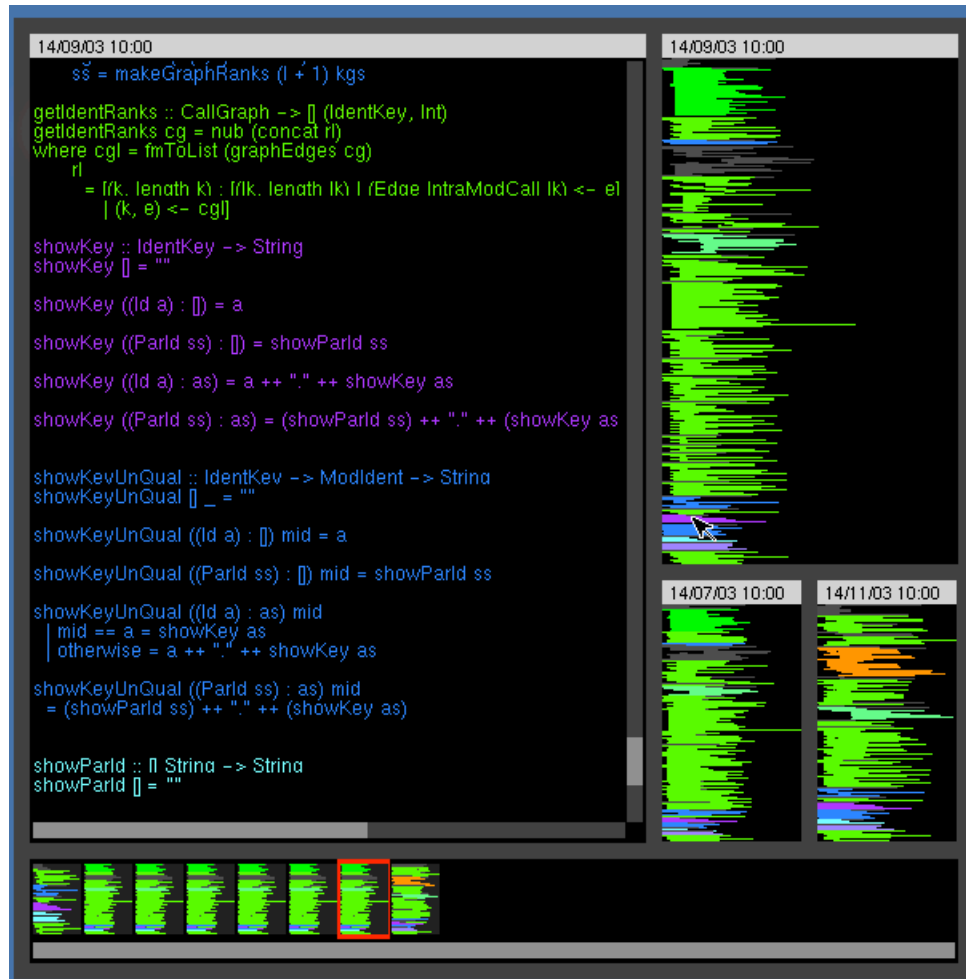 14/09/03 10:00
ss = makeGraphRanks (l + 1) kgs
getIdentRanks :: CallGraph -> [] (IdentKey, Int)
getIdentRanks cg = nub (concat rl)
where cgl = fmToList (graphEdges cg)
rl
= [(k, length k) : [(lk, length lk) | (Edge IntraModCall lk) <- e]
| (k, e) <- cgl]
showKey :: IdentKey -> String
showKey [] = ""
showKey ((Id a) : []) = a
showKey ((ParId ss) : []) = showParId ss
showKey ((Id a) : as) = a ++ "." ++ showKey as
showKey ((ParId ss) : as) = (showParId ss) ++ "." ++ (showKey as
showKeyUnQual :: IdentKey -> ModIdent -> String
showKeyUnQual [] _ = ""
showKeyUnQual ((Id a) : []) mid = a
showKeyUnQual ((ParId ss) : []) mid = showParId ss
showKeyUnQual ((Id a) : as) mid
| mid == a = showKey as
| otherwise = a ++ "." ++ showKey as
showKeyUnQual ((ParId ss) : as) mid
= (showParId ss) ++ "." ++ (showKey as)
showParId :: [] String -> String
showParId [] = ""
14/09/03 10:00
14/07/03 10:00
14/11/03 10:00